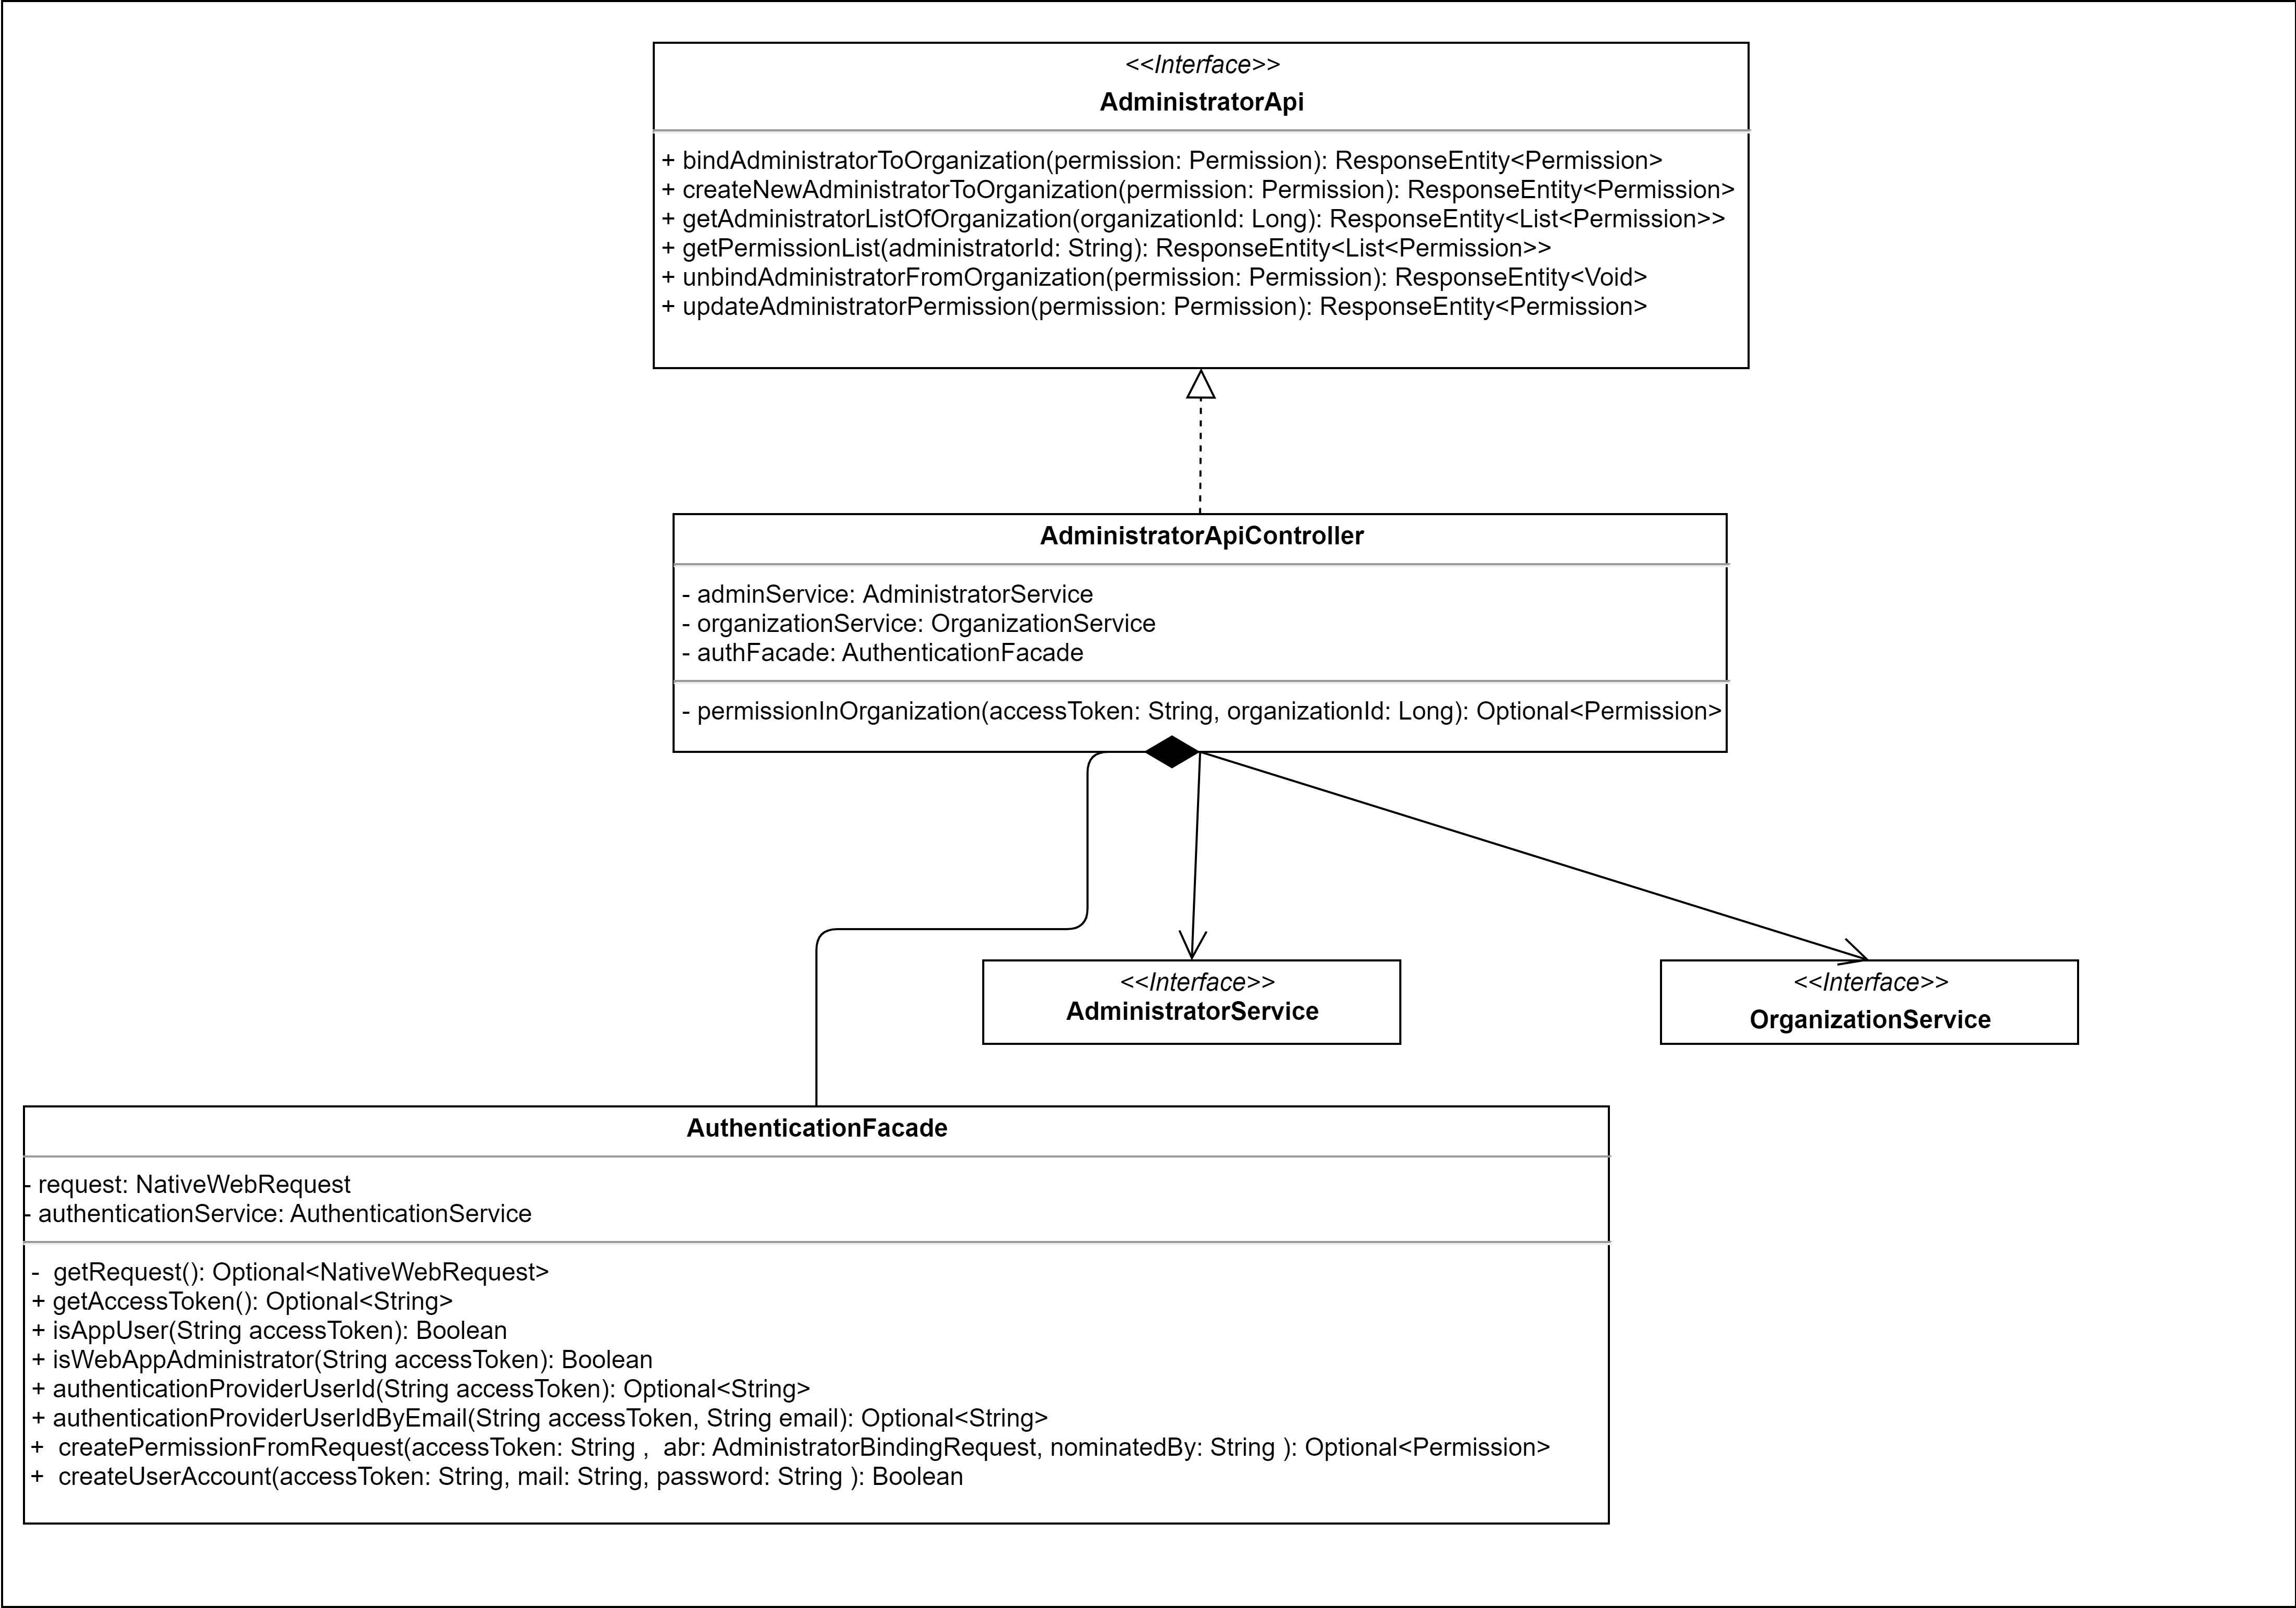 <<Interface>>
AdministratorApi
+ bindAdministratorToOrganization(permission: Permission): ResponseEntity<Permission>
+ createNewAdministratorToOrganization(permission: Permission): ResponseEntity<Permission>
+ getAdministratorListOfOrganization(organizationId: Long): ResponseEntity<List<Permission>>
+ getPermissionList(administratorId: String): ResponseEntity<List<Permission>>
+ unbindAdministratorFromOrganization(permission: Permission): ResponseEntity<Void>
+ updateAdministratorPermission(permission: Permission): ResponseEntity<Permission>
AdministratorApiController
- adminService: AdministratorService
- organizationService: OrganizationService
- authFacade: AuthenticationFacade
- permissionInOrganization(accessToken: String, organizationId: Long): Optional<Permission>
<<Interface>>
AdministratorService
<<Interface>>
OrganizationService
AuthenticationFacade
- request: NativeWebRequest
- authenticationService: AuthenticationService
-  getRequest(): Optional<NativeWebRequest>
+ getAccessToken(): Optional<String>
+ isAppUser(String accessToken): Boolean
+ isWebAppAdministrator(String accessToken): Boolean
+ authenticationProviderUserId(String accessToken): Optional<String>
+ authenticationProviderUserIdByEmail(String accessToken, String email): Optional<String>
+  createPermissionFromRequest(accessToken: String ,  abr: AdministratorBindingRequest, nominatedBy: String ): Optional<Permission>
+  createUserAccount(accessToken: String, mail: String, password: String ): Boolean